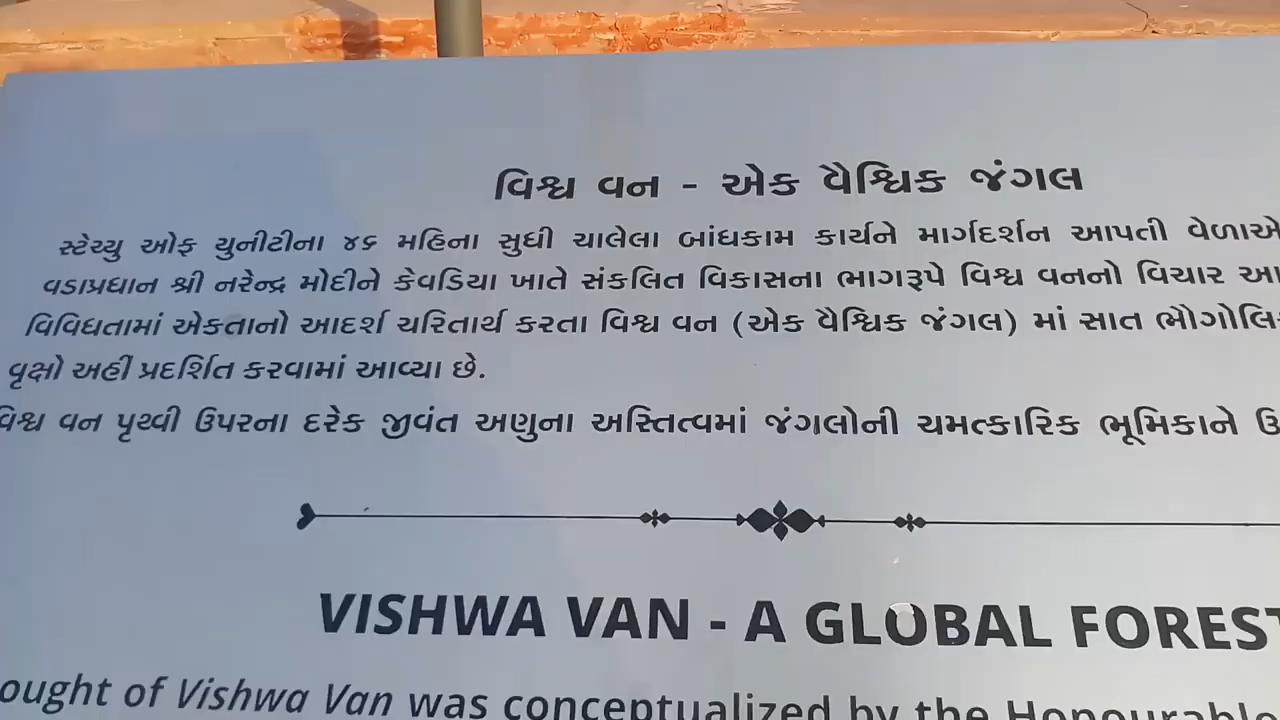 વિશ્વ વન - એક વૈશ્વિક જંગલ
સ્ટેચ્યુ ઓફ યુનીટીના ૪૬ મહિના સુધી ચાલેલા બાંધકામ કાર્યને માર્ગદર્શન આપતી વેળાએ
વડાપ્રધાન શ્રી નરેન્દ્ર મોદીને કેવડિયા ખાતે સંકલિત વિકાસના ભાગરૂપે વિશ્વ વનનો વિચાર
વિવિધતામાં એકતાનો આદર્શ ચરિતાર્થ કરતા વિશ્વ વન (એક વૈશ્વિક જંગલ) માં સાત
વૃક્ષો અહીં પ્રદર્શિત કરવામાં આવ્યા છે.
વિશ્વ વન પૃથ્વી ઉપરના દરેક જીવંત અણુના અસ્તિત્વમાં જંગલોની ચમત્કારિક ભૂમિકાને
VISHWA VAN - A GLOBAL FOREST
ought of Vishwa Van was conceptualized by the Honourable